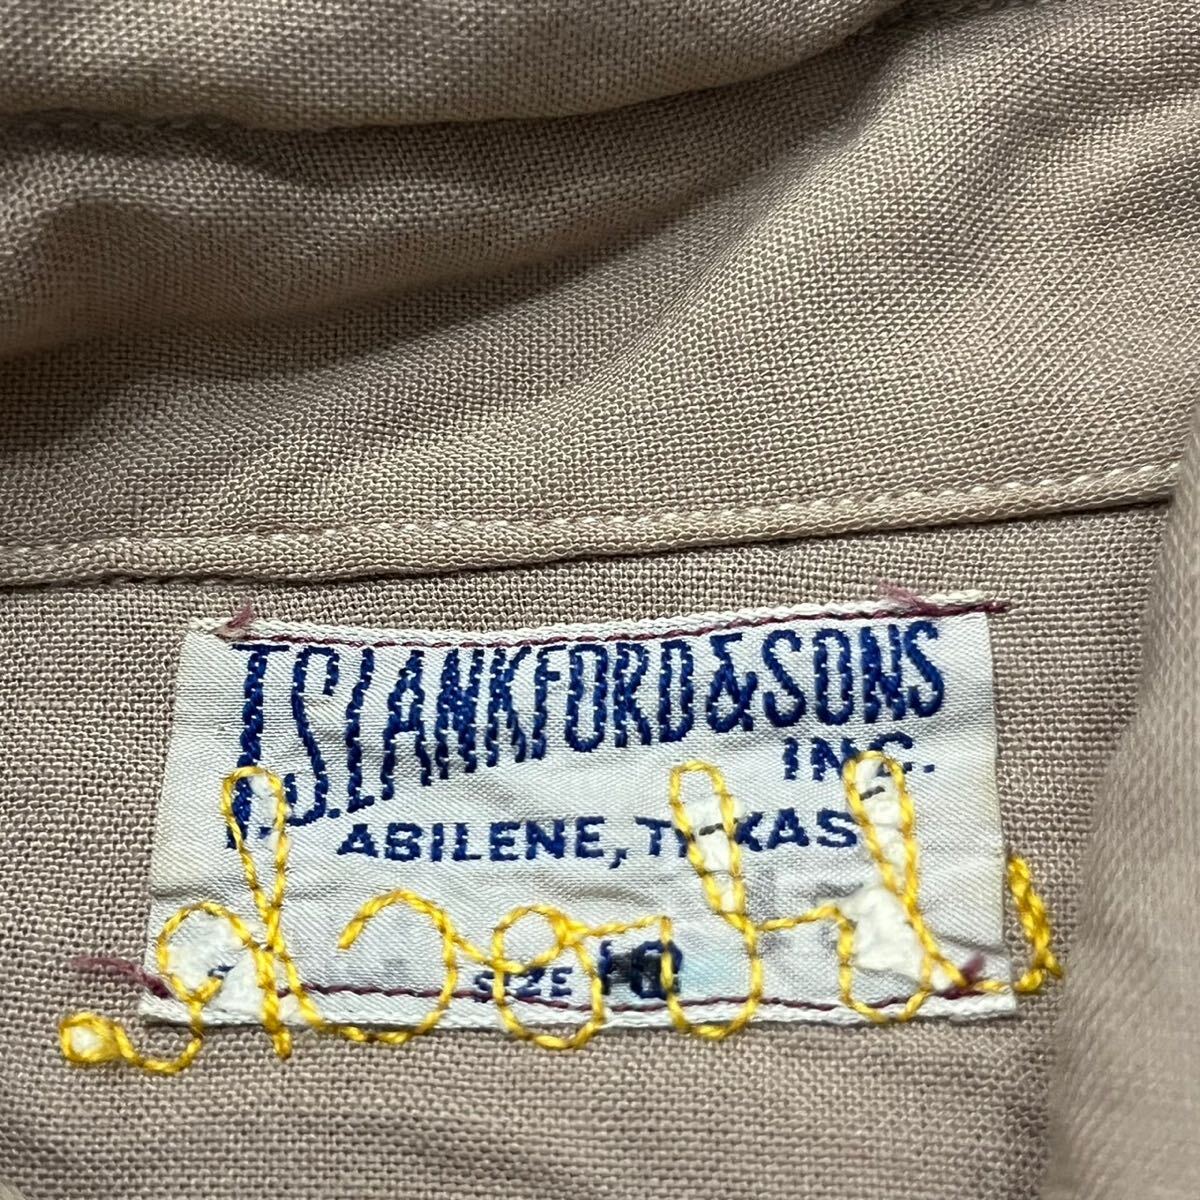 T.S. LANKFORD & SONS
INC.
ABILENE, TEXAS
SIZE